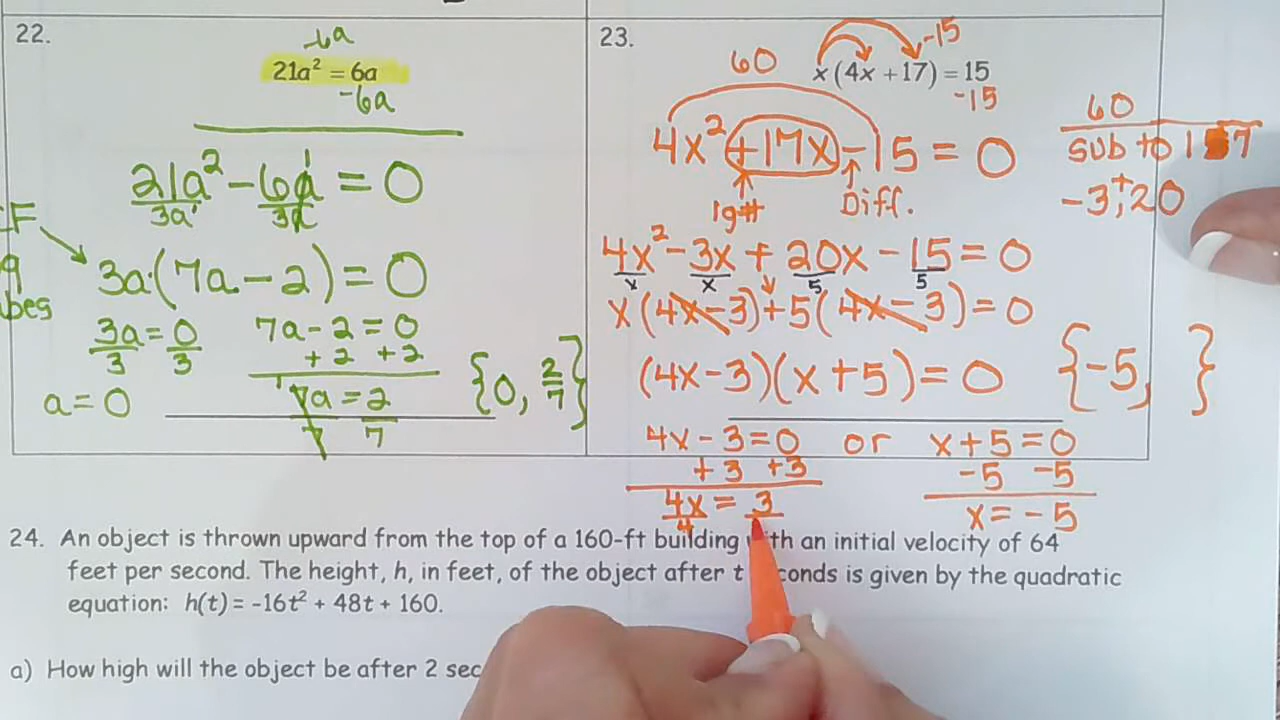 22.
-6a
21a² = 6a
-6a
21a² - 6a = 0
3a 3a
3a·(7a - 2) = 0
3a = 0
3 3
a = 0
7a - 2 = 0
+ 2 + 2
7a = 2
7 7
{0, 2/7}
23.
60
-15
x(4x + 17) = 15
-15
4x² + 17x - 15 = 0
lg# Diff.
60
sub to 17
-3, +20
4x² - 3x + 20x - 15 = 0
x x 5 5
x(4x - 3) + 5(4x - 3) = 0
(4x - 3)(x + 5) = 0
{-5, }
4x - 3 = 0 or x + 5 = 0
+ 3 + 3 - 5 - 5
4x = 3 x = - 5
4
24. An object is thrown upward from the top of a 160-ft building with an initial velocity of 64
feet per second. The height, h, in feet, of the object after t seconds is given by the quadratic
equation: h(t) = -16t² + 48t + 160.
a) How high will the object be after 2 sec